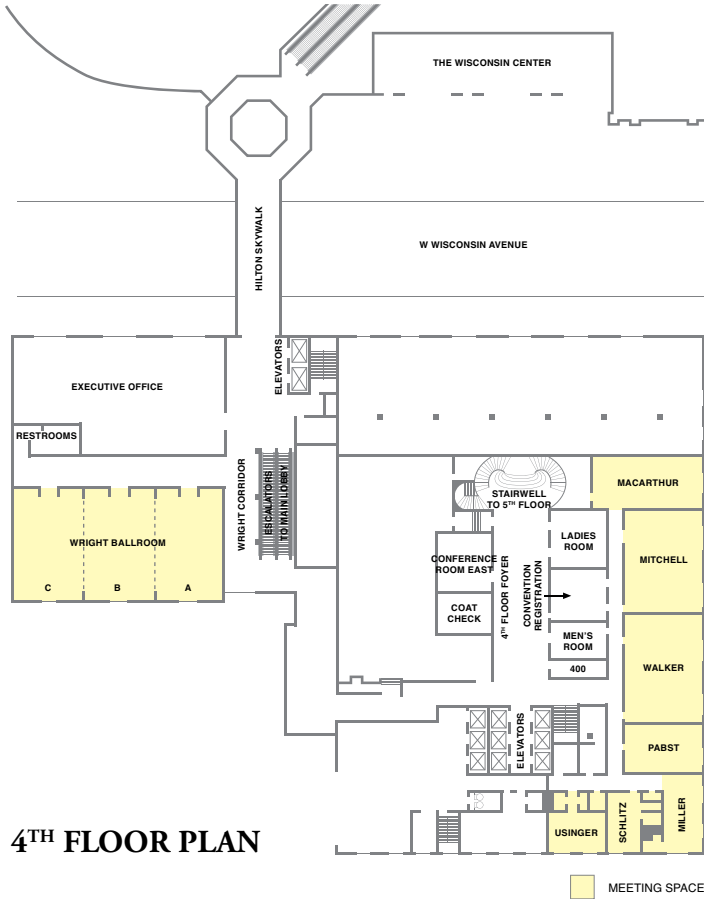 THE WISCONSIN CENTER
HILTON SKYWALK
W WISCONSIN AVENUE
ELEVATORS
EXECUTIVE OFFICE
RESTROOMS
WRIGHT CORRIDOR
ESCALATORS
TO MAIN LOBBY
WRIGHT BALLROOM
C B A
STAIRWELL
TO 5TH FLOOR
MACARTHUR
LADIES
ROOM
CONFERENCE
ROOM EAST
MITCHELL
4TH FLOOR FOYER
CONVENTION
REGISTRATION
COAT
CHECK
MEN'S
ROOM
400
WALKER
ELEVATORS
PABST
USINGER
SCHLITZ
MILLER
4TH FLOOR PLAN
MEETING SPACE